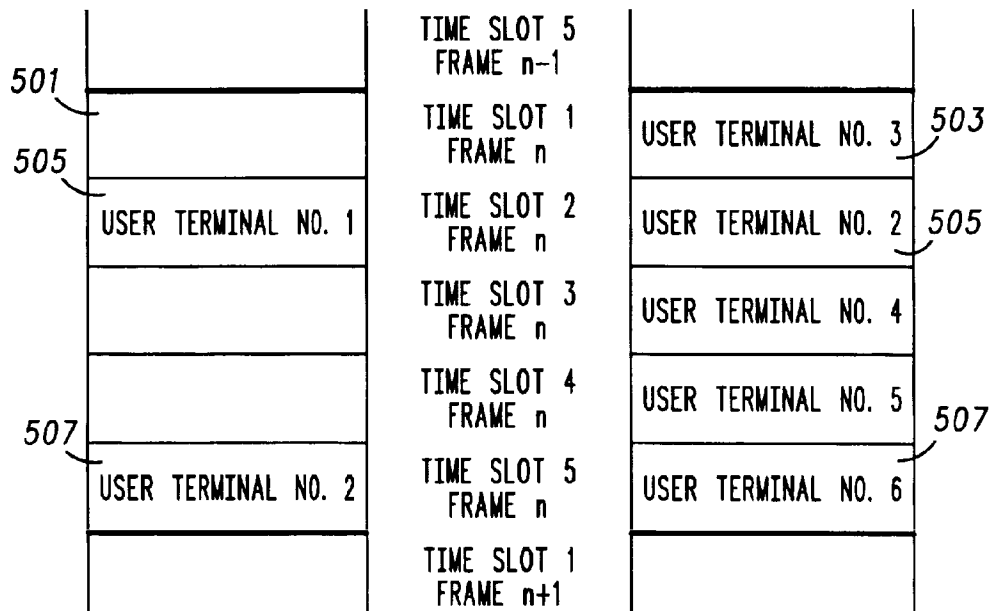 TIME SLOT 5
FRAME n-1
501
TIME SLOT 1
FRAME n
USER TERMINAL NO. 3
503
505
USER TERMINAL NO. 1
TIME SLOT 2
FRAME n
USER TERMINAL NO. 2
505
TIME SLOT 3
FRAME n
USER TERMINAL NO. 4
TIME SLOT 4
FRAME n
USER TERMINAL NO. 5
507
USER TERMINAL NO. 2
TIME SLOT 5
FRAME n
USER TERMINAL NO. 6
507
TIME SLOT 1
FRAME n+1